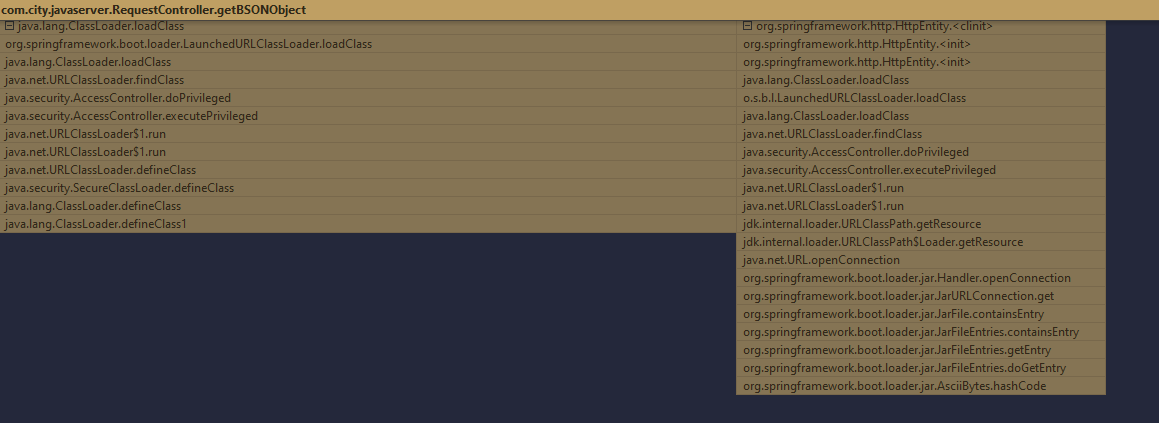 com.city.javaserver.RequestController.getBSONObject
java.lang.ClassLoader.loadClass
org.springframework.boot.loader.LaunchedURLClassLoader.loadClass
java.lang.ClassLoader.loadClass
java.net.URLClassLoader.findClass
java.security.AccessController.doPrivileged
java.security.AccessController.executePrivileged
java.net.URLClassLoader$1.run
java.net.URLClassLoader$1.run
java.net.URLClassLoader.defineClass
java.security.SecureClassLoader.defineClass
java.lang.ClassLoader.defineClass
java.lang.ClassLoader.defineClass1
org.springframework.http.HttpEntity.<clinit>
org.springframework.http.HttpEntity.<init>
org.springframework.http.HttpEntity.<init>
java.lang.ClassLoader.loadClass
o.s.b.l.LaunchedURLClassLoader.loadClass
java.lang.ClassLoader.loadClass
java.net.URLClassLoader.findClass
java.security.AccessController.doPrivileged
java.security.AccessController.executePrivileged
java.net.URLClassLoader$1.run
java.net.URLClassLoader$1.run
jdk.internal.loader.URLClassPath.getResource
jdk.internal.loader.URLClassPath$Loader.getResource
java.net.URL.openConnection
org.springframework.boot.loader.jar.Handler.openConnection
org.springframework.boot.loader.jar.JarURLConnection.get
org.springframework.boot.loader.jar.JarFile.containsEntry
org.springframework.boot.loader.jar.JarFileEntries.containsEntry
org.springframework.boot.loader.jar.JarFileEntries.getEntry
org.springframework.boot.loader.jar.JarFileEntries.doGetEntry
org.springframework.boot.loader.jar.AsciiBytes.hashCode